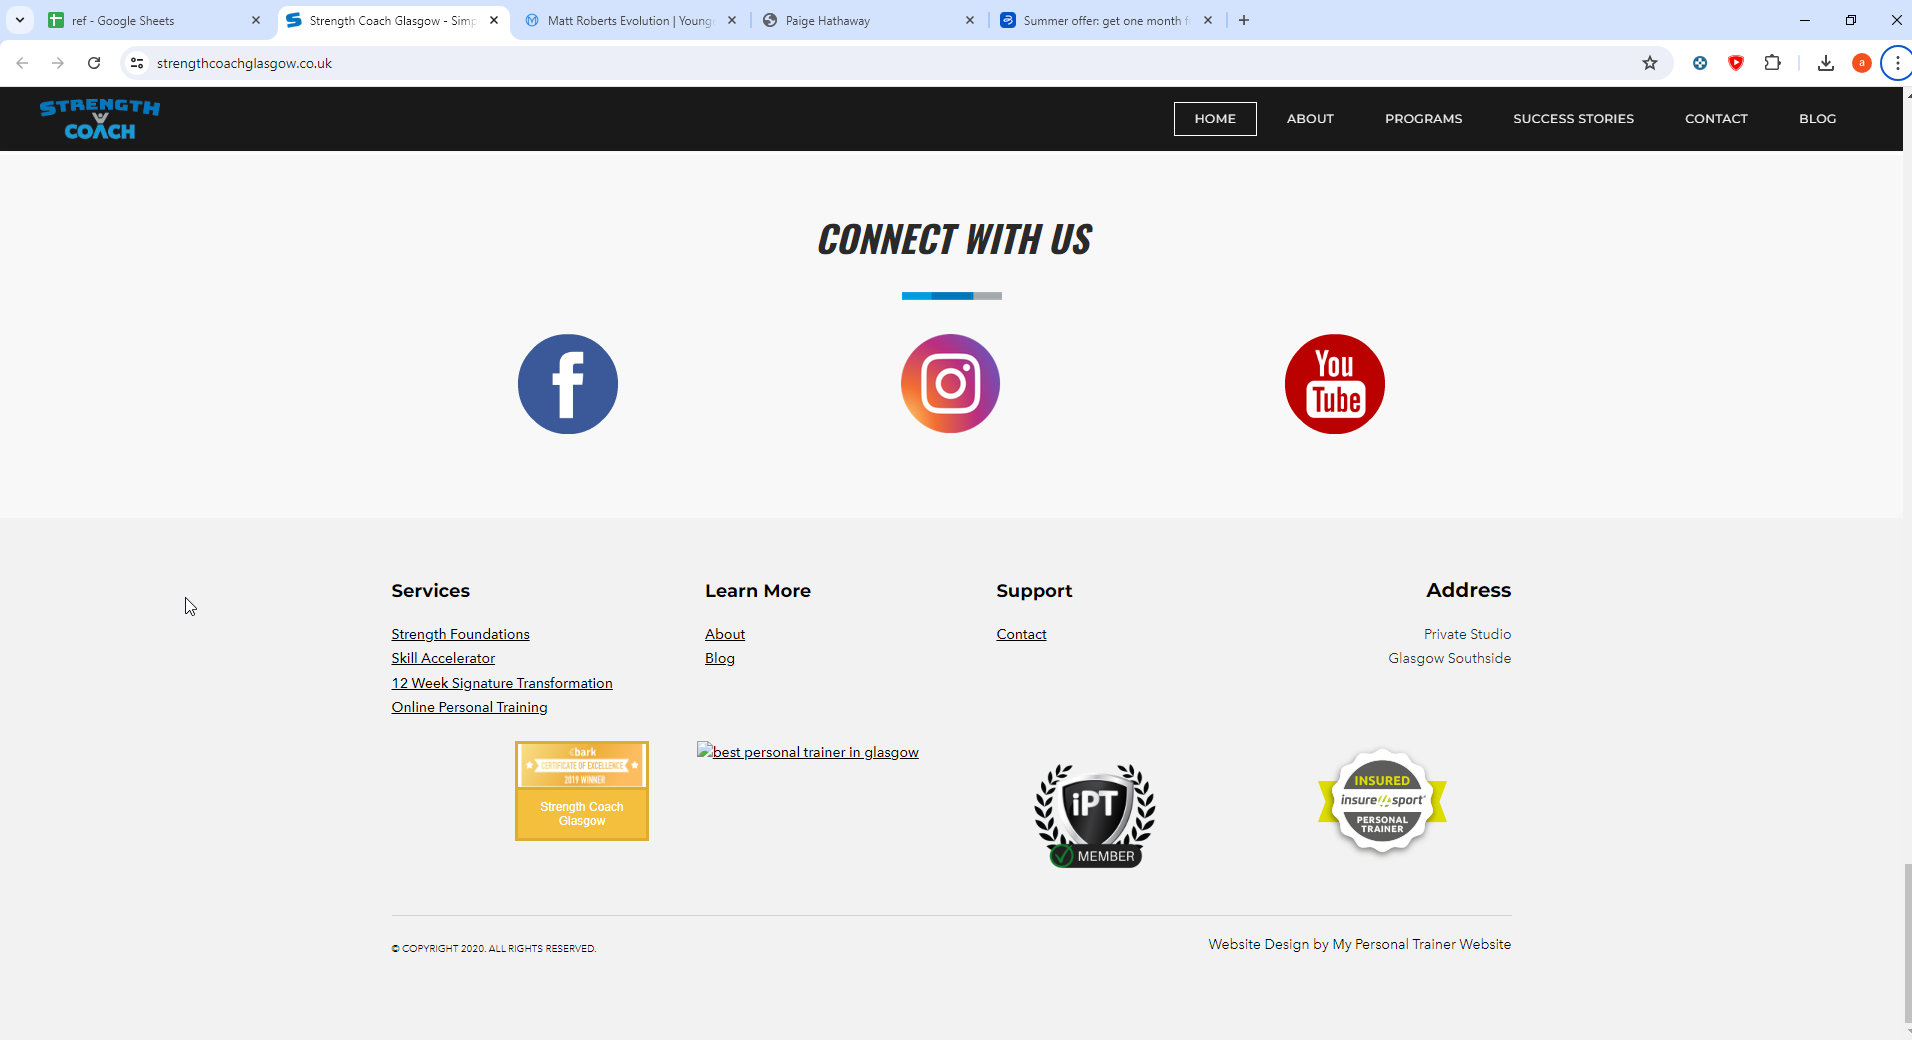 ref - Google Sheets
Strength Coach Glasgow - Simp
Matt Roberts Evolution | Young
Paige Hathaway
Summer offer: get one month f
strengthcoachglasgow.co.uk
a
STRENGTH
COACH
HOME
ABOUT
PROGRAMS
SUCCESS STORIES
CONTACT
BLOG
CONNECT WITH US
f
You
Tube
Services
Strength Foundations
Skill Accelerator
12 Week Signature Transformation
Online Personal Training
Learn More
About
Blog
Support
Contact
Address
Private Studio
Glasgow Southside
bark
CERTIFICATE OF EXCELLENCE
2019 WINNER
Strength Coach
Glasgow
best personal trainer in glasgow
iPT
MEMBER
INSURED
insure4sport
PERSONAL
TRAINER
© COPYRIGHT 2020. ALL RIGHTS RESERVED.
Website Design by My Personal Trainer Website